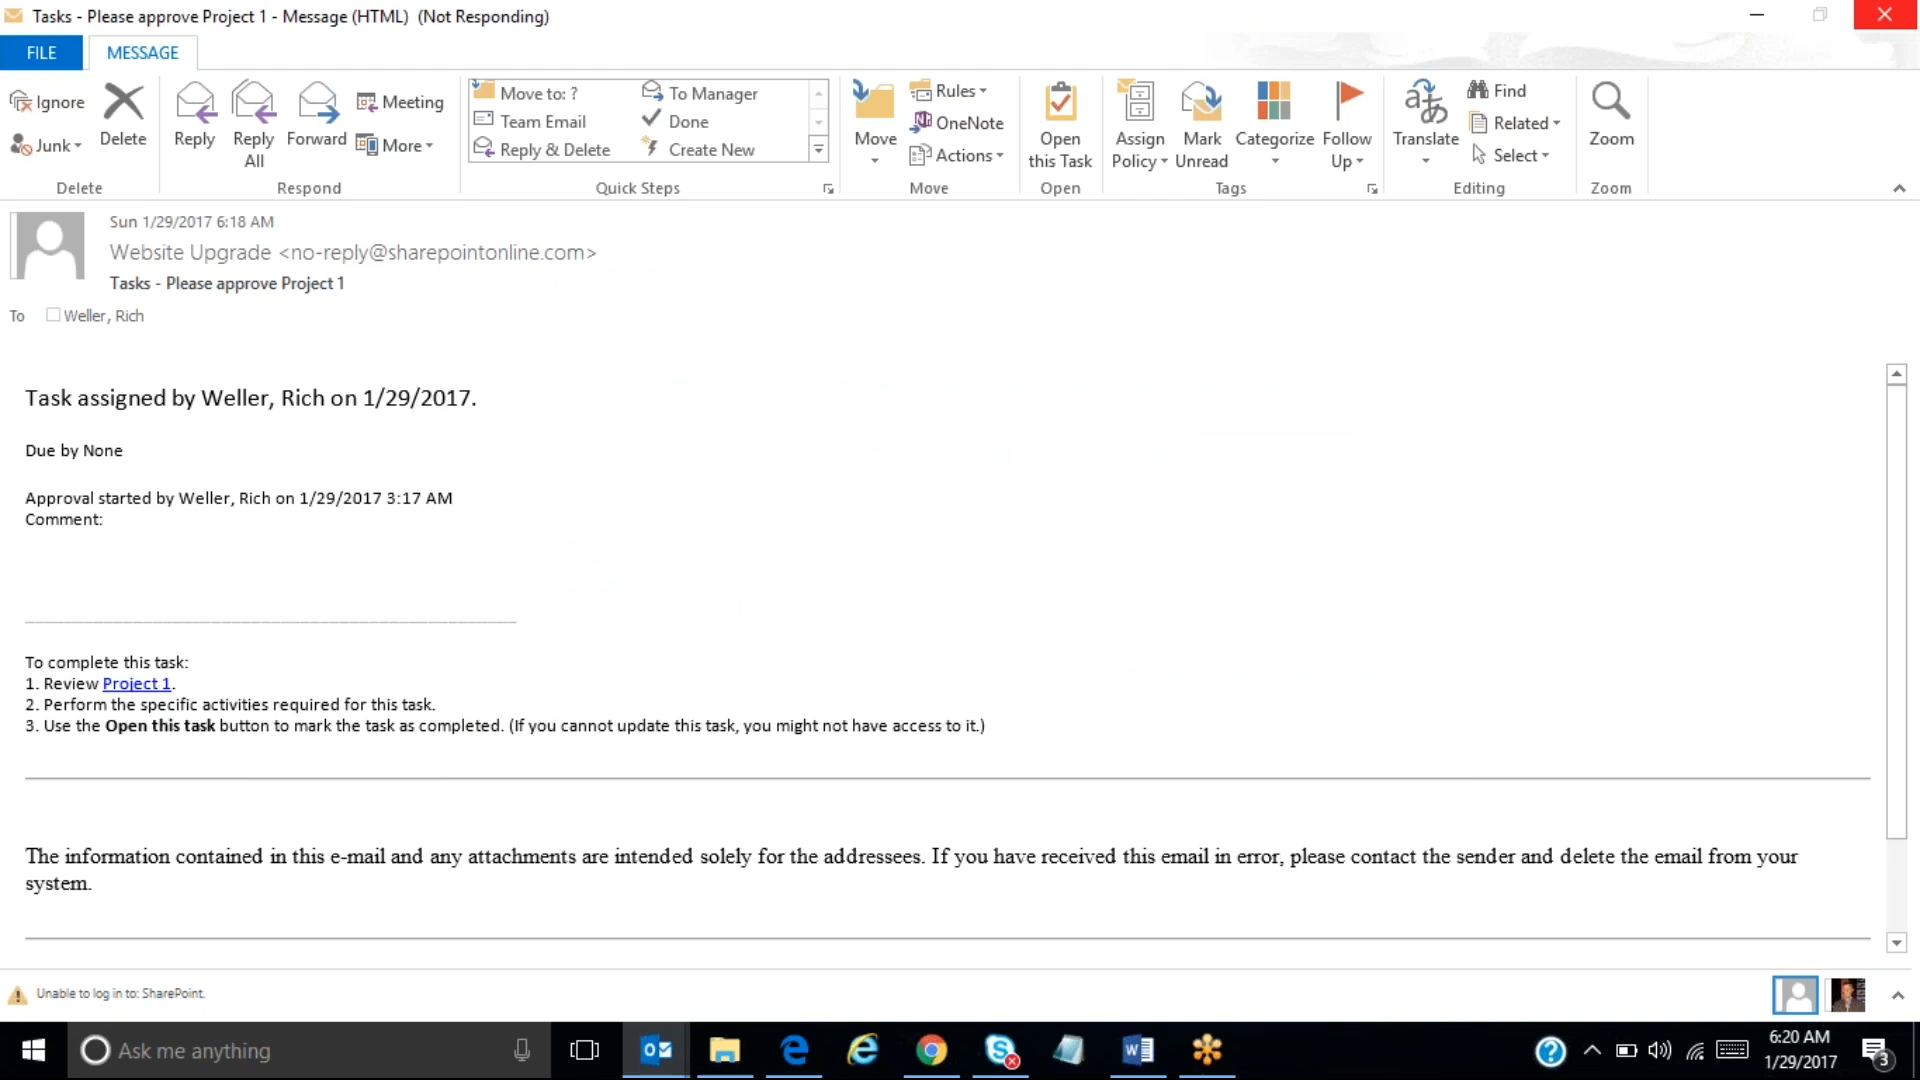 Tasks - Please approve Project 1 - Message (HTML) (Not Responding)
FILE
MESSAGE
Ignore
Junk
Delete
Delete
Reply
Reply All
Forward
Meeting
More
Respond
Move to: ?
Team Email
Reply & Delete
To Manager
Done
Create New
Quick Steps
Move
Rules
OneNote
Actions
Move
Open this Task
Open
Assign Policy
Mark Unread
Categorize
Follow Up
Tags
Translate
Find
Related
Select
Editing
Zoom
Zoom
Sun 1/29/2017 6:18 AM
Website Upgrade <no-reply@sharepointonline.com>
Tasks - Please approve Project 1
To Weller, Rich
Task assigned by Weller, Rich on 1/29/2017.
Due by None
Approval started by Weller, Rich on 1/29/2017 3:17 AM
Comment:
To complete this task:
1. Review Project 1.
2. Perform the specific activities required for this task.
3. Use the Open this task button to mark the task as completed. (If you cannot update this task, you might not have access to it.)
The information contained in this e-mail and any attachments are intended solely for the addressees. If you have received this email in error, please contact the sender and delete the email from your
system.
Unable to log in to: SharePoint.
Ask me anything
6:20 AM
1/29/2017
3